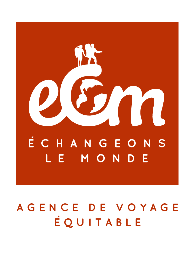 ecm
ÉCHANGEONS
LE MONDE
AGENCE DE VOYAGE
ÉQUITABLE